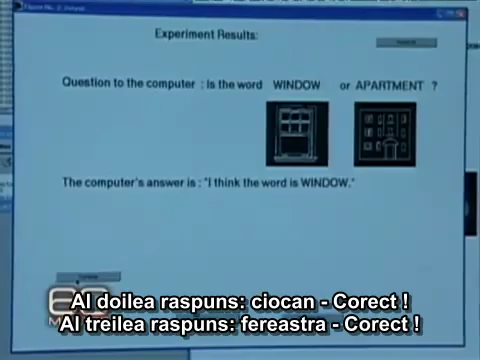 Experiment Results:
Question to the computer : Is the word WINDOW or APARTMENT ?
The computer's answer is : "I think the word is WINDOW."
60
Al doilea raspuns: ciocan - Corect !
Al treilea raspuns: fereastra - Corect !